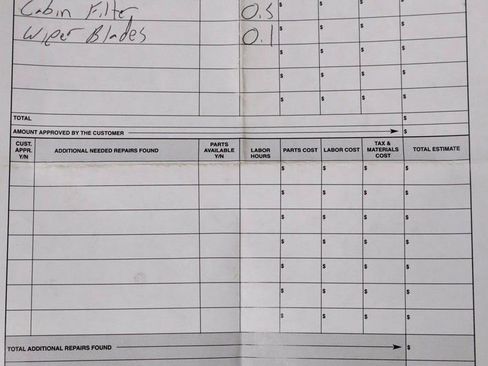 Cabin Filter 0.5 $ $ $ $
Wiper Blades 0.1 $ $ $ $
$ $ $ $
$ $ $ $
$ $ $ $
TOTAL $
AMOUNT APPROVED BY THE CUSTOMER $
CUST. APPR. Y/N ADDITIONAL NEEDED REPAIRS FOUND PARTS AVAILABLE Y/N LABOR HOURS PARTS COST LABOR COST TAX & MATERIALS COST TOTAL ESTIMATE
$ $ $ $
$ $ $ $
$ $ $ $
$ $ $ $
$ $ $ $
$ $ $ $
$ $ $ $
TOTAL ADDITIONAL REPAIRS FOUND $